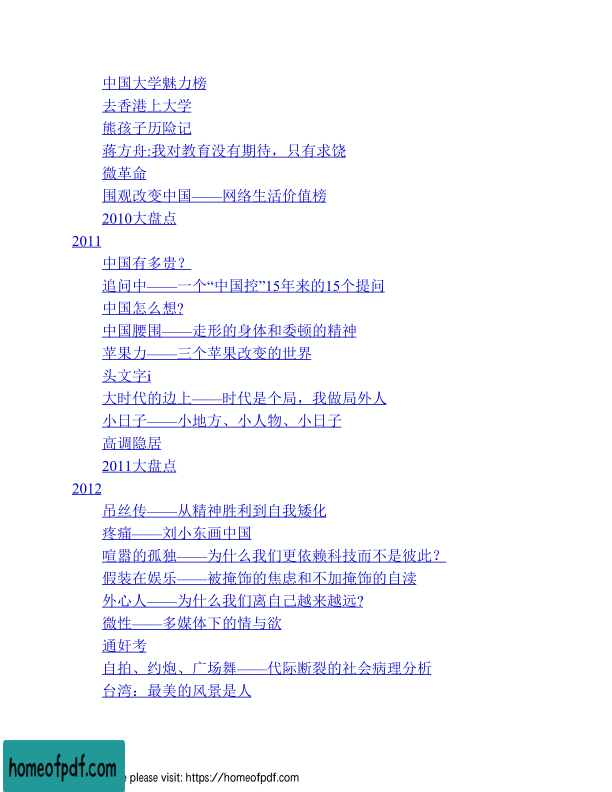 中国大学魅力榜
去香港上大学
熊孩子历险记
蒋方舟:我对教育没有期待，只有求饶
微革命
围观改变中国——网络生活价值榜
2010大盘点
2011
中国有多贵？
追问中——一个“中国控”15年来的15个提问
中国怎么想?
中国腰围——走形的身体和委顿的精神
苹果力——三个苹果改变的世界
头文字i
大时代的边上——时代是个局，我做局外人
小日子——小地方、小人物、小日子
高调隐居
2011大盘点
2012
吊丝传——从精神胜利到自我矮化
疼痛——刘小东画中国
喧嚣的孤独——为什么我们更依赖科技而不是彼此？
假装在娱乐——被掩饰的焦虑和不加掩饰的自渎
外心人——为什么我们离自己越来越远?
微性——多媒体下的情与欲
通奸考
自拍、约炮、广场舞——代际断裂的社会病理分析
台湾：最美的风景是人
homeofpdf.com
e please visit: https://homeofpdf.com